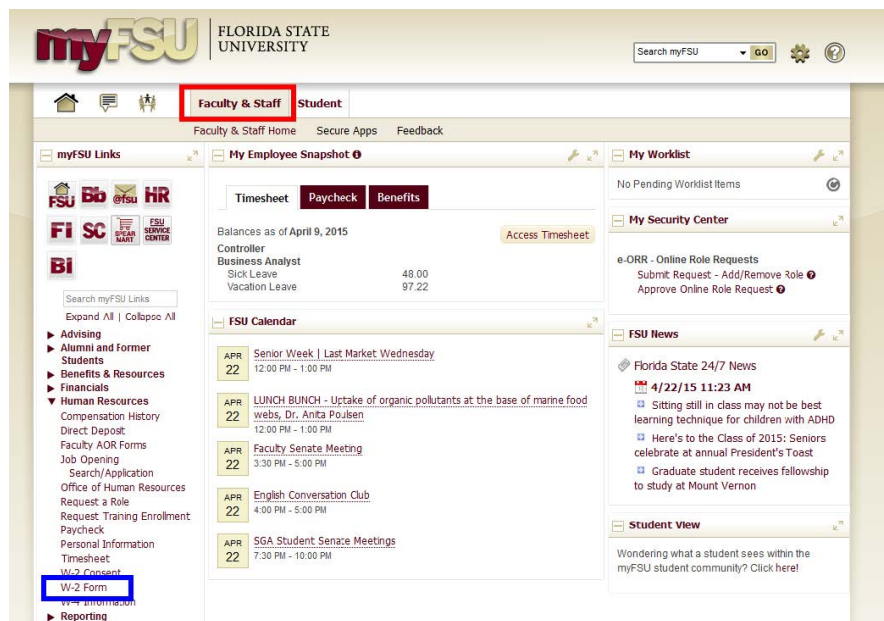 myFSU
FLORIDA STATE
UNIVERSITY
Search myFSU
GO
Faculty & Staff
Student
Faculty & Staff Home
Secure Apps
Feedback
myFSU Links
FSU
Bb
@fsu
HR
FI
SC
SPEAR
MART
FSU
SERVICE
CENTER
BI
Search myFSU Links
Expand All | Collapse All
Advising
Alumni and Former
Students
Benefits & Resources
Financials
Human Resources
Compensation History
Direct Deposit
Faculty AOR Forms
Job Opening
Search/Application
Office of Human Resources
Request a Role
Request Training Enrollment
Paycheck
Personal Information
Timesheet
W-2 Consent
W-2 Form
W-4 Information
Reporting
My Employee Snapshot
Timesheet
Paycheck
Benefits
Balances as of April 9, 2015
Access Timesheet
Controller
Business Analyst
Sick Leave 48.00
Vacation Leave 97.22
FSU Calendar
APR
22
Senior Week | Last Market Wednesday
12:00 PM - 1:00 PM
APR
22
LUNCH BUNCH - Uptake of organic pollutants at the base of marine food
webs, Dr. Anita Poulsen
12:00 PM - 1:00 PM
APR
22
Faculty Senate Meeting
3:30 PM - 5:00 PM
APR
22
English Conversation Club
4:00 PM - 5:00 PM
APR
22
SGA Student Senate Meetings
7:30 PM - 10:00 PM
My Worklist
No Pending Worklist Items
My Security Center
e-ORR - Online Role Requests
Submit Request - Add/Remove Role
Approve Online Role Request
FSU News
Florida State 24/7 News
4/22/15 11:23 AM
Sitting still in class may not be best
learning technique for children with ADHD
Here's to the Class of 2015: Seniors
celebrate at annual President's Toast
Graduate student receives fellowship
to study at Mount Vernon
Student View
Wondering what a student sees within the
myFSU student community? Click here!